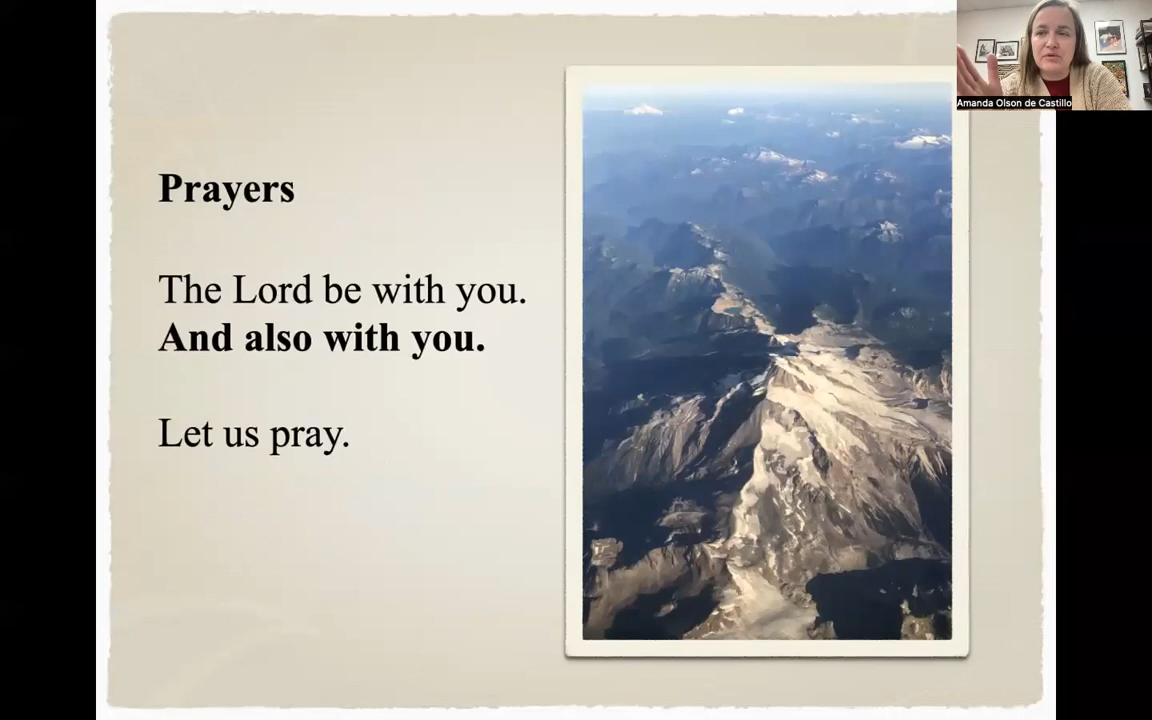 Prayers
The Lord be with you.
And also with you.
Let us pray.
Amanda Olson de Castillo